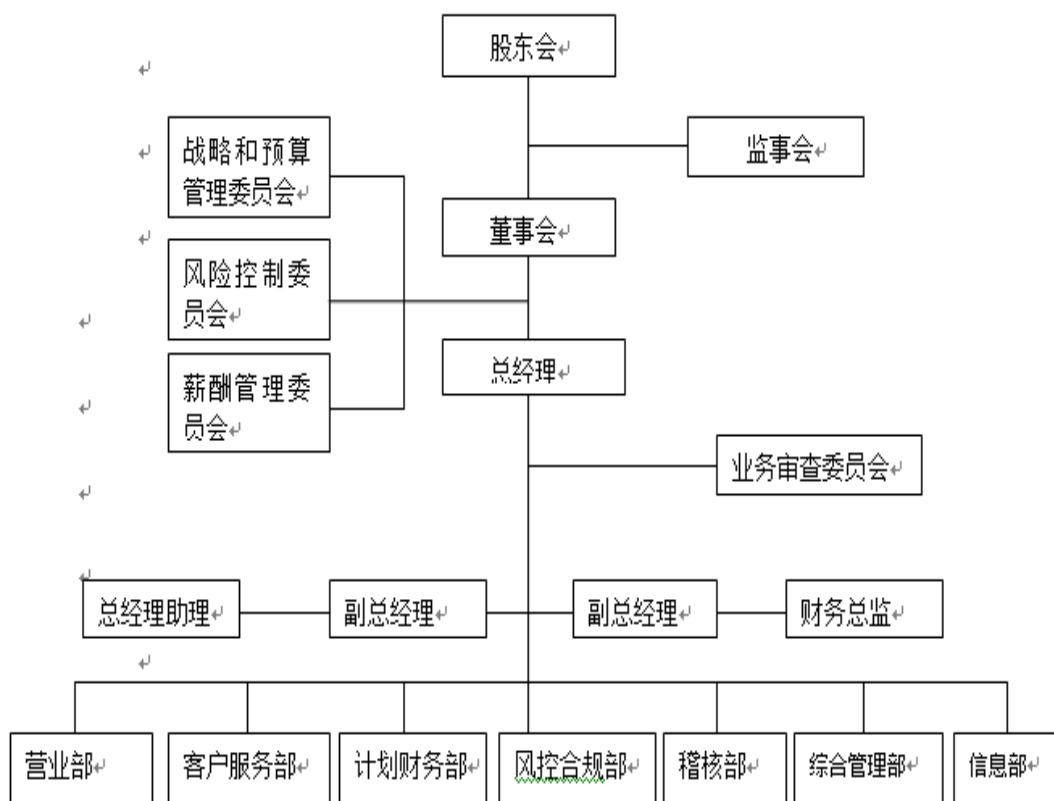 股东会
监事会
战略和预算
管理委员会
董事会
风险控制委
员会
总经理
薪酬管理委
员会
业务审查委员会
总经理助理
副总经理
副总经理
财务总监
营业部
客户服务部
计划财务部
风控合规部
稽核部
综合管理部
信息部